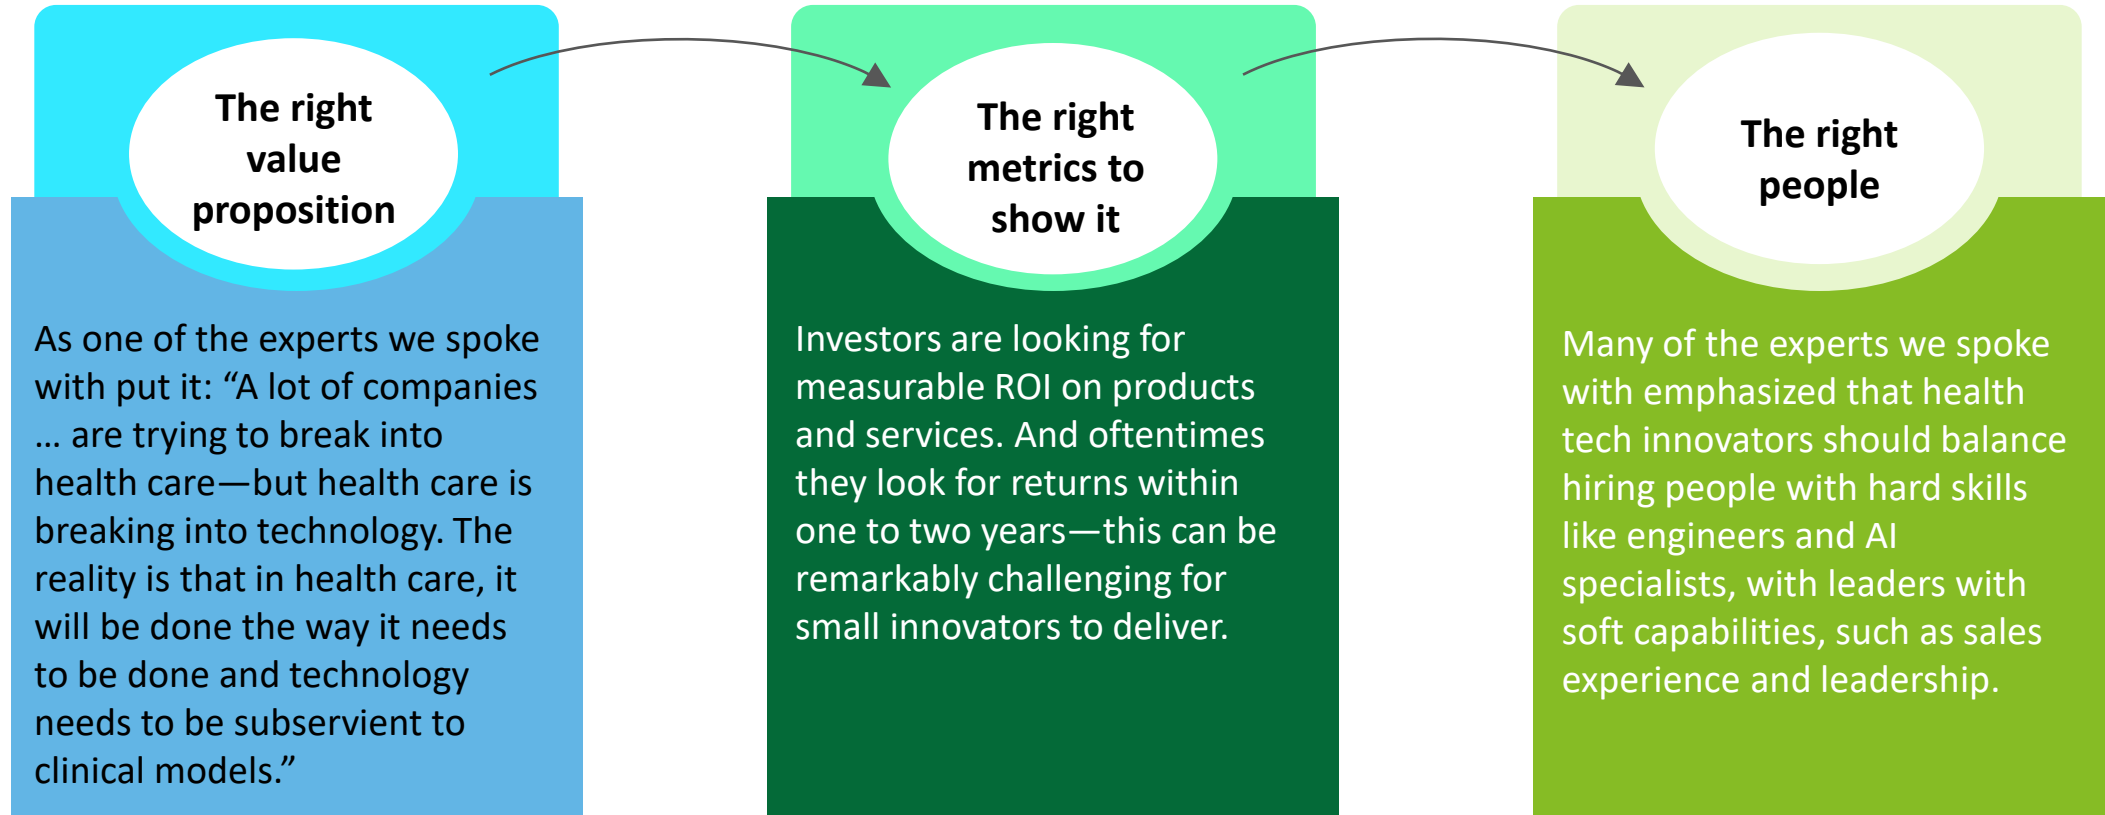 The right
value
proposition
As one of the experts we spoke
with put it: “A lot of companies
… are trying to break into
health care—but health care is
breaking into technology. The
reality is that in health care, it
will be done the way it needs
to be done and technology
needs to be subservient to
clinical models.”
The right
metrics to
show it
Investors are looking for
measurable ROI on products
and services. And oftentimes
they look for returns within
one to two years—this can be
remarkably challenging for
small innovators to deliver.
The right
people
Many of the experts we spoke
with emphasized that health
tech innovators should balance
hiring people with hard skills
like engineers and AI
specialists, with leaders with
soft capabilities, such as sales
experience and leadership.